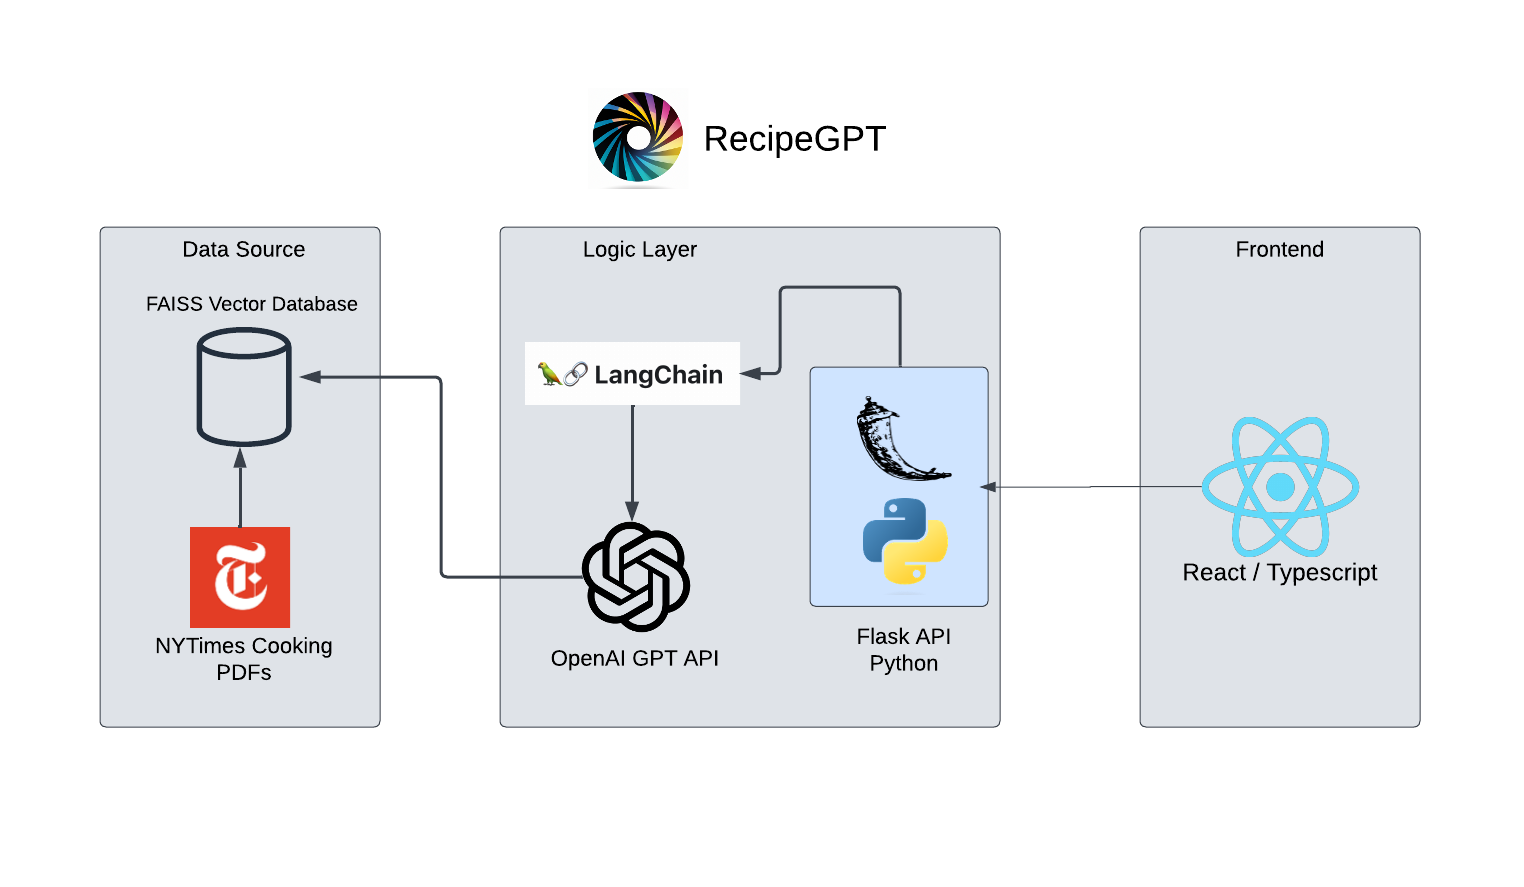 RecipeGPT
Data Source
FAISS Vector Database
NYTimes Cooking
PDFs
Logic Layer
LangChain
OpenAI GPT API
Flask API
Python
Frontend
React / Typescript